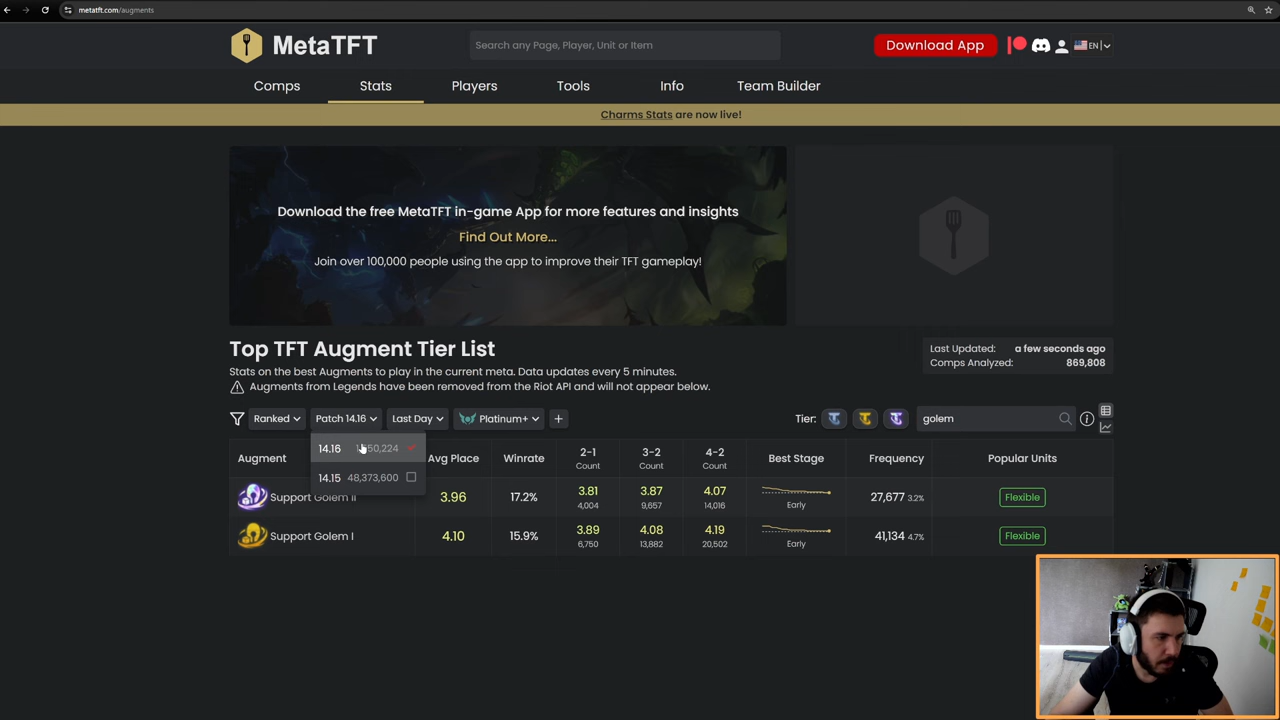 metatft.com/augments
MetaTFT
Search any Page, Player, Unit or Item
Download App
EN
Comps
Stats
Players
Tools
Info
Team Builder
Charms Stats are now live!
Download the free MetaTFT in-game App for more features and insights
Find Out More...
Join over 100,000 people using the app to improve their TFT gameplay!
Top TFT Augment Tier List
Stats on the best Augments to play in the current meta. Data updates every 5 minutes.
Augments from Legends have been removed from the Riot API and will not appear below.
Last Updated: a few seconds ago
Comps Analyzed: 869,808
Ranked
Patch 14.16
Last Day
Platinum+
+
Tier:
golem
14.16
14.15 48,373,600
Augment
Avg Place
Winrate
2-1
Count
3-2
Count
4-2
Count
Best Stage
Frequency
Popular Units
Support Golem II
3.96
17.2%
3.81
4,004
3.87
9,657
4.07
14,016
Early
27,677 3.2%
Flexible
Support Golem I
4.10
15.9%
3.89
6,750
4.08
13,882
4.19
20,502
Early
41,134 4.7%
Flexible